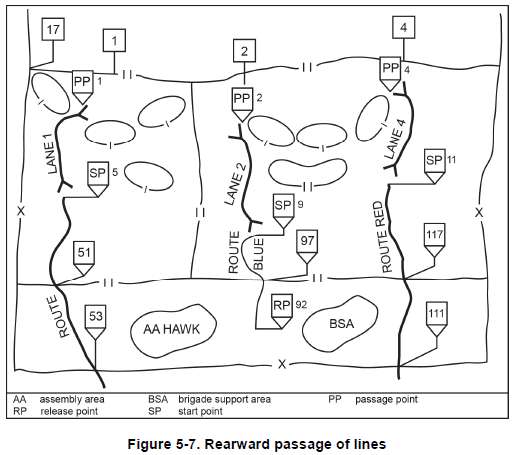 17
1
2
4
PP 1
PP 2
PP 4
LANE 1
LANE 2
LANE 4
SP 5
SP 11
SP 9
X
X
51
ROUTE
BLUE
97
ROUTE RED
117
ROUTE
53
AA HAWK
RP 92
BSA
111
X
AA assembly area BSA brigade support area PP passage point
RP release point SP start point
Figure 5-7. Rearward passage of lines